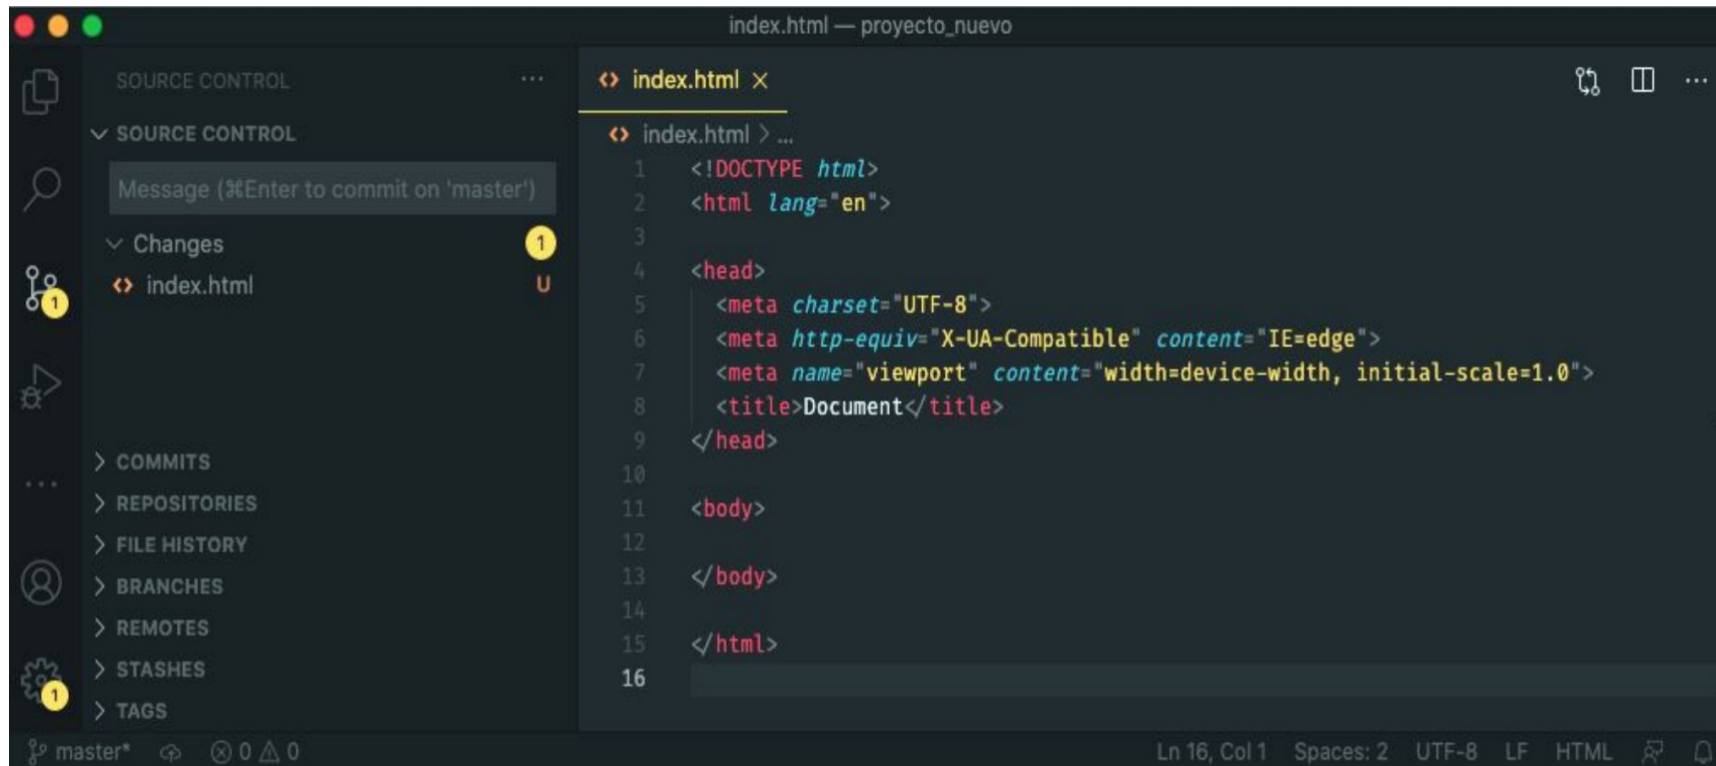 index.html — proyecto_nuevo
SOURCE CONTROL ...
SOURCE CONTROL
Message (⌘Enter to commit on 'master')
Changes 1
index.html U
1
COMMITS
REPOSITORIES
FILE HISTORY
BRANCHES
REMOTES
STASHES
TAGS
1
index.html ×
index.html > ...
1 <!DOCTYPE html>
2 <html lang="en">
3
4 <head>
5 <meta charset="UTF-8">
6 <meta http-equiv="X-UA-Compatible" content="IE=edge">
7 <meta name="viewport" content="width=device-width, initial-scale=1.0">
8 <title>Document</title>
9 </head>
10
11 <body>
12
13 </body>
14
15 </html>
16
master* 0 0 Ln 16, Col 1 Spaces: 2 UTF-8 LF HTML